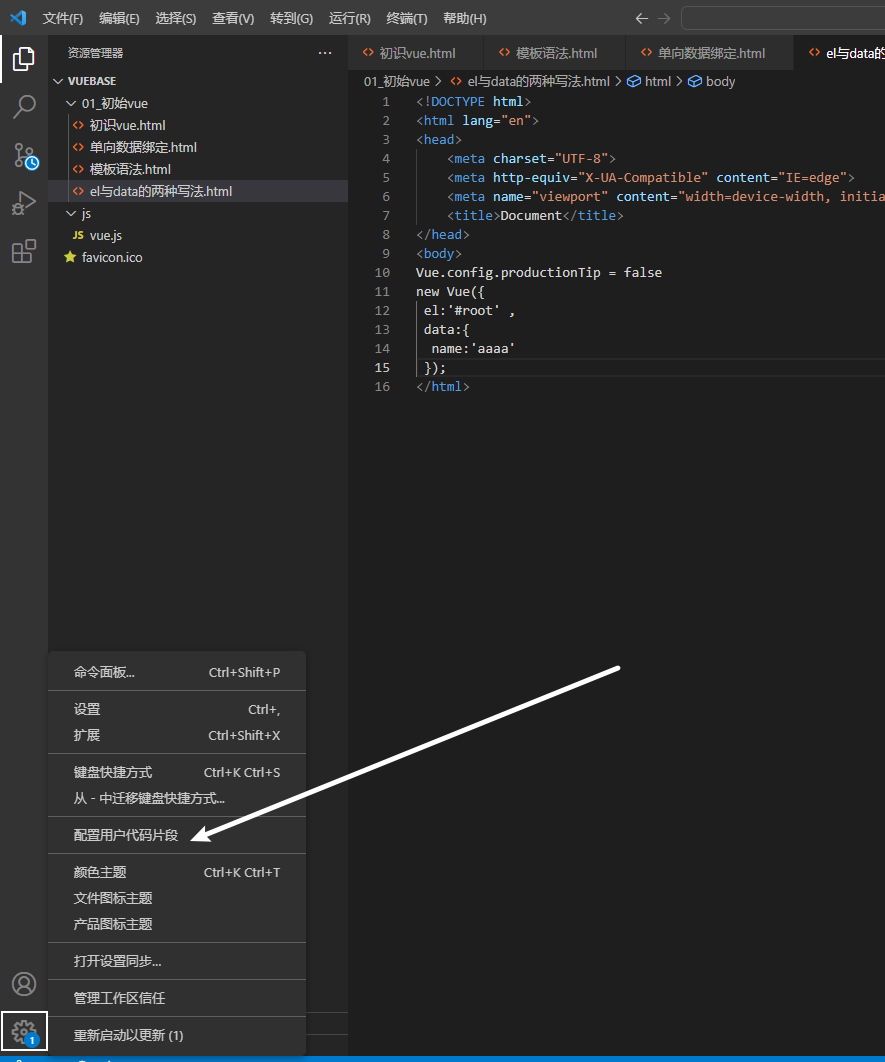 文件(F) 编辑(E) 选择(S) 查看(V) 转到(G) 运行(R) 终端(T) 帮助(H)
资源管理器 ...
初识vue.html 模板语法.html 单向数据绑定.html el与data的
VUEBASE
01_初始vue
初识vue.html
单向数据绑定.html
模板语法.html
el与data的两种写法.html
js
JS vue.js
favicon.ico
01_初始vue > el与data的两种写法.html > html > body
1 <!DOCTYPE html>
2 <html lang="en">
3 <head>
4 <meta charset="UTF-8">
5 <meta http-equiv="X-UA-Compatible" content="IE=edge">
6 <meta name="viewport" content="width=device-width, initia
7 <title>Document</title>
8 </head>
9 <body>
10 Vue.config.productionTip = false
11 new Vue({
12 el:'#root' ,
13 data:{
14 name:'aaaa'
15 });
16 </html>
命令面板... Ctrl+Shift+P
设置 Ctrl+,
扩展 Ctrl+Shift+X
键盘快捷方式 Ctrl+K Ctrl+S
从 - 中迁移键盘快捷方式...
配置用户代码片段
颜色主题 Ctrl+K Ctrl+T
文件图标主题
产品图标主题
打开设置同步...
管理工作区信任
重新启动以更新 (1)
1